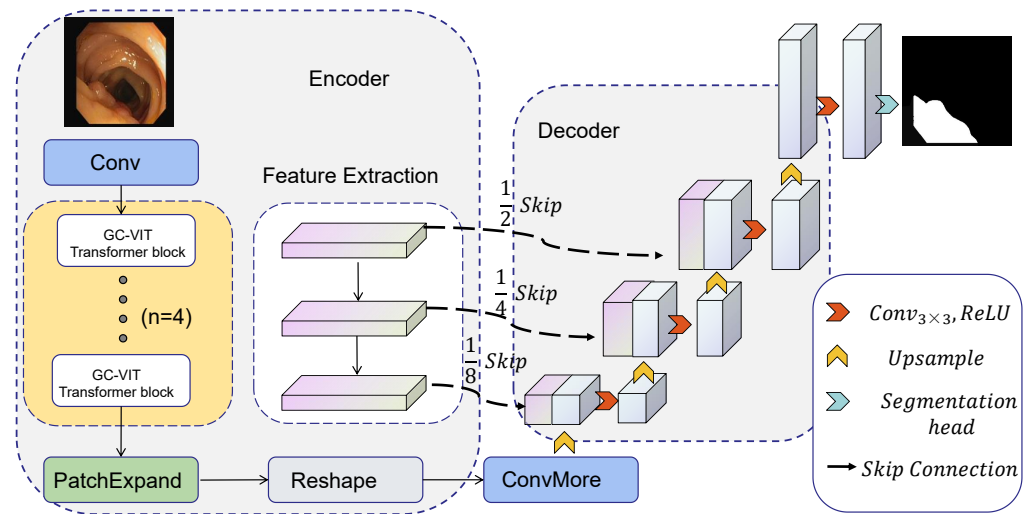 Encoder
Conv
GC-VIT
Transformer block
(n=4)
GC-VIT
Transformer block
PatchExpand
Reshape
ConvMore
Feature Extraction
1/2 Skip
1/4 Skip
1/8 Skip
Decoder
Conv₃×₃, ReLU
Upsample
Segmentation
head
Skip Connection